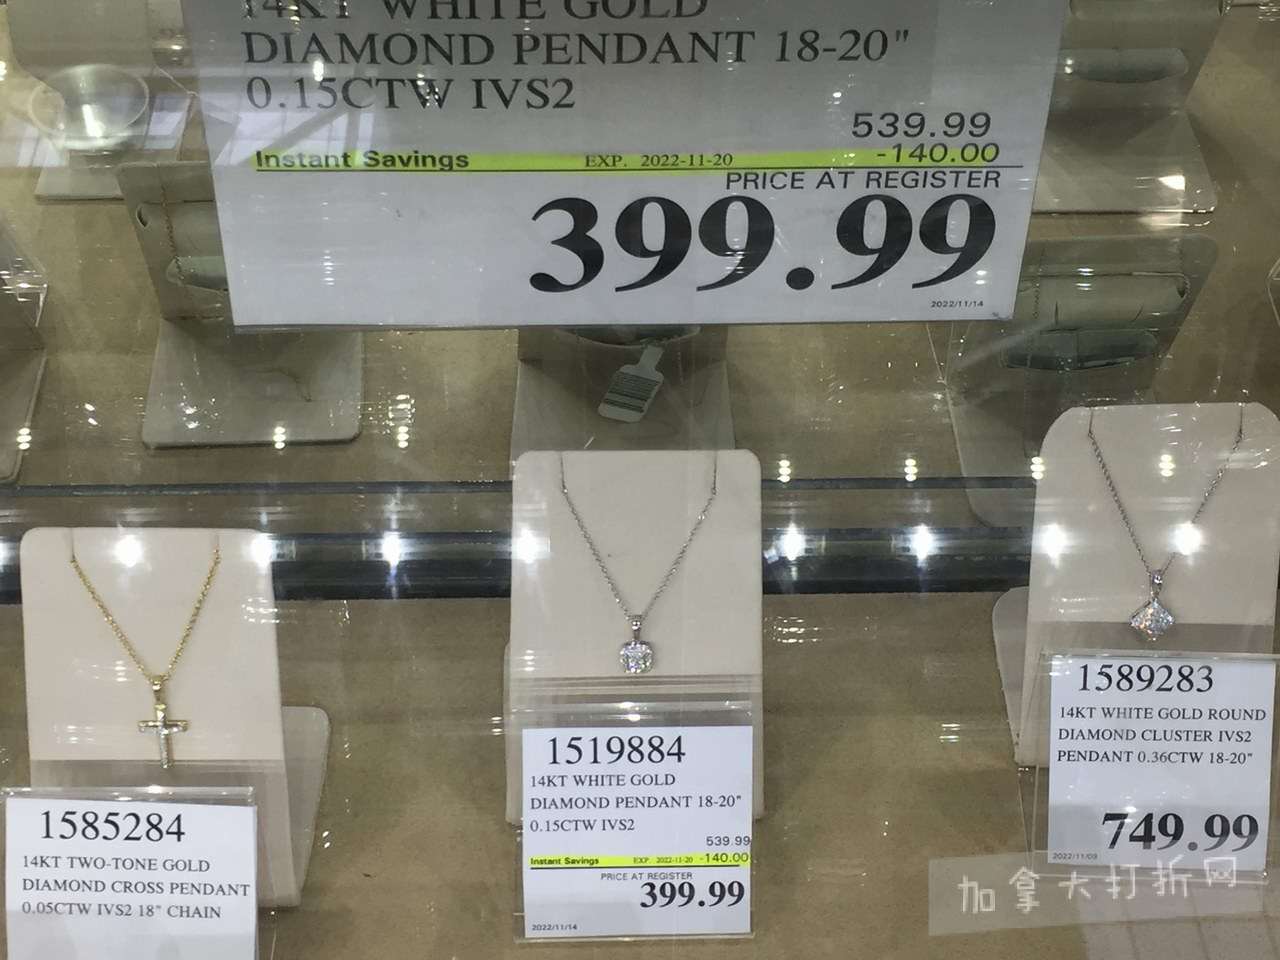 14KT WHITE GOLD
DIAMOND PENDANT 18-20"
0.15CTW IVS2
539.99
Instant Savings EXP. 2022-11-20 -140.00
PRICE AT REGISTER
399.99
2022/11/14
1585284
14KT TWO-TONE GOLD
DIAMOND CROSS PENDANT
0.05CTW IVS2 18" CHAIN
1519884
14KT WHITE GOLD
DIAMOND PENDANT 18-20"
0.15CTW IVS2
539.99
Instant Savings EXP. 2022-11-20 -140.00
PRICE AT REGISTER
399.99
2022/11/14
1589283
14KT WHITE GOLD ROUND
DIAMOND CLUSTER IVS2
PENDANT 0.36CTW 18-20"
749.99
2022/11/09
加拿大打折网